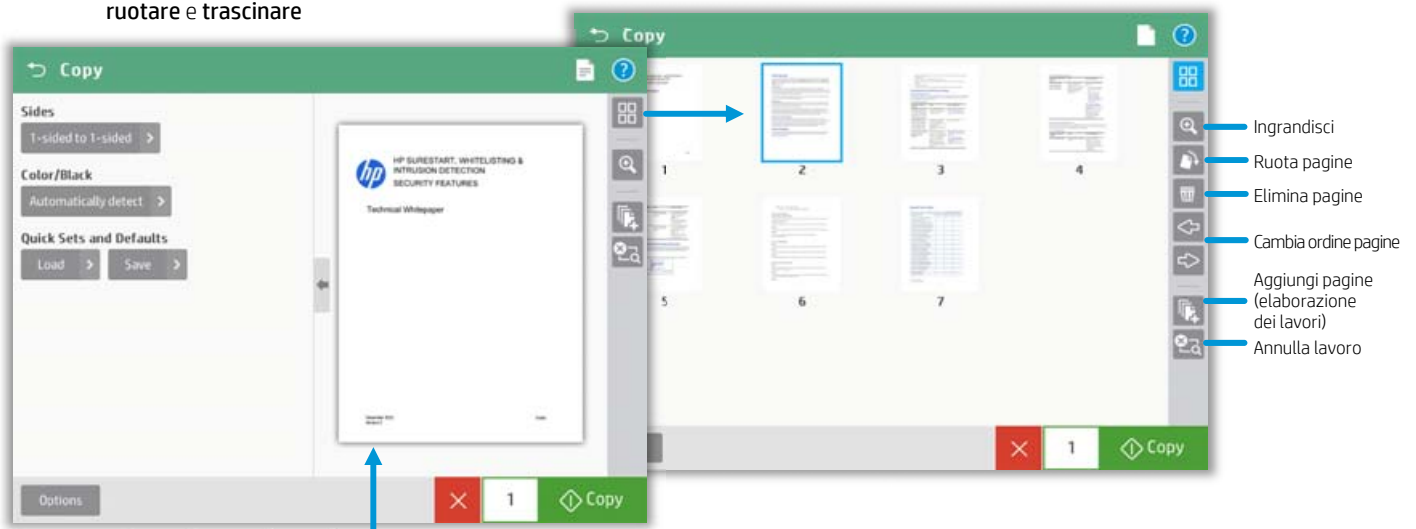 ruotare e trascinare
Copy
Sides
1-sided to 1-sided
Color/Black
Automatically detect
Quick Sets and Defaults
Load
Save
hp
HP SURESTART, WHITELISTING &
INTRUSION DETECTION
SECURITY FEATURES
Technical Whitepaper
Options
1
Copy
Copy
?
?
1
2
3
4
5
6
7
1
Copy
Ingrandisci
Ruota pagine
Elimina pagine
Cambia ordine pagine
Aggiungi pagine
(elaborazione
dei lavori)
Annulla lavoro